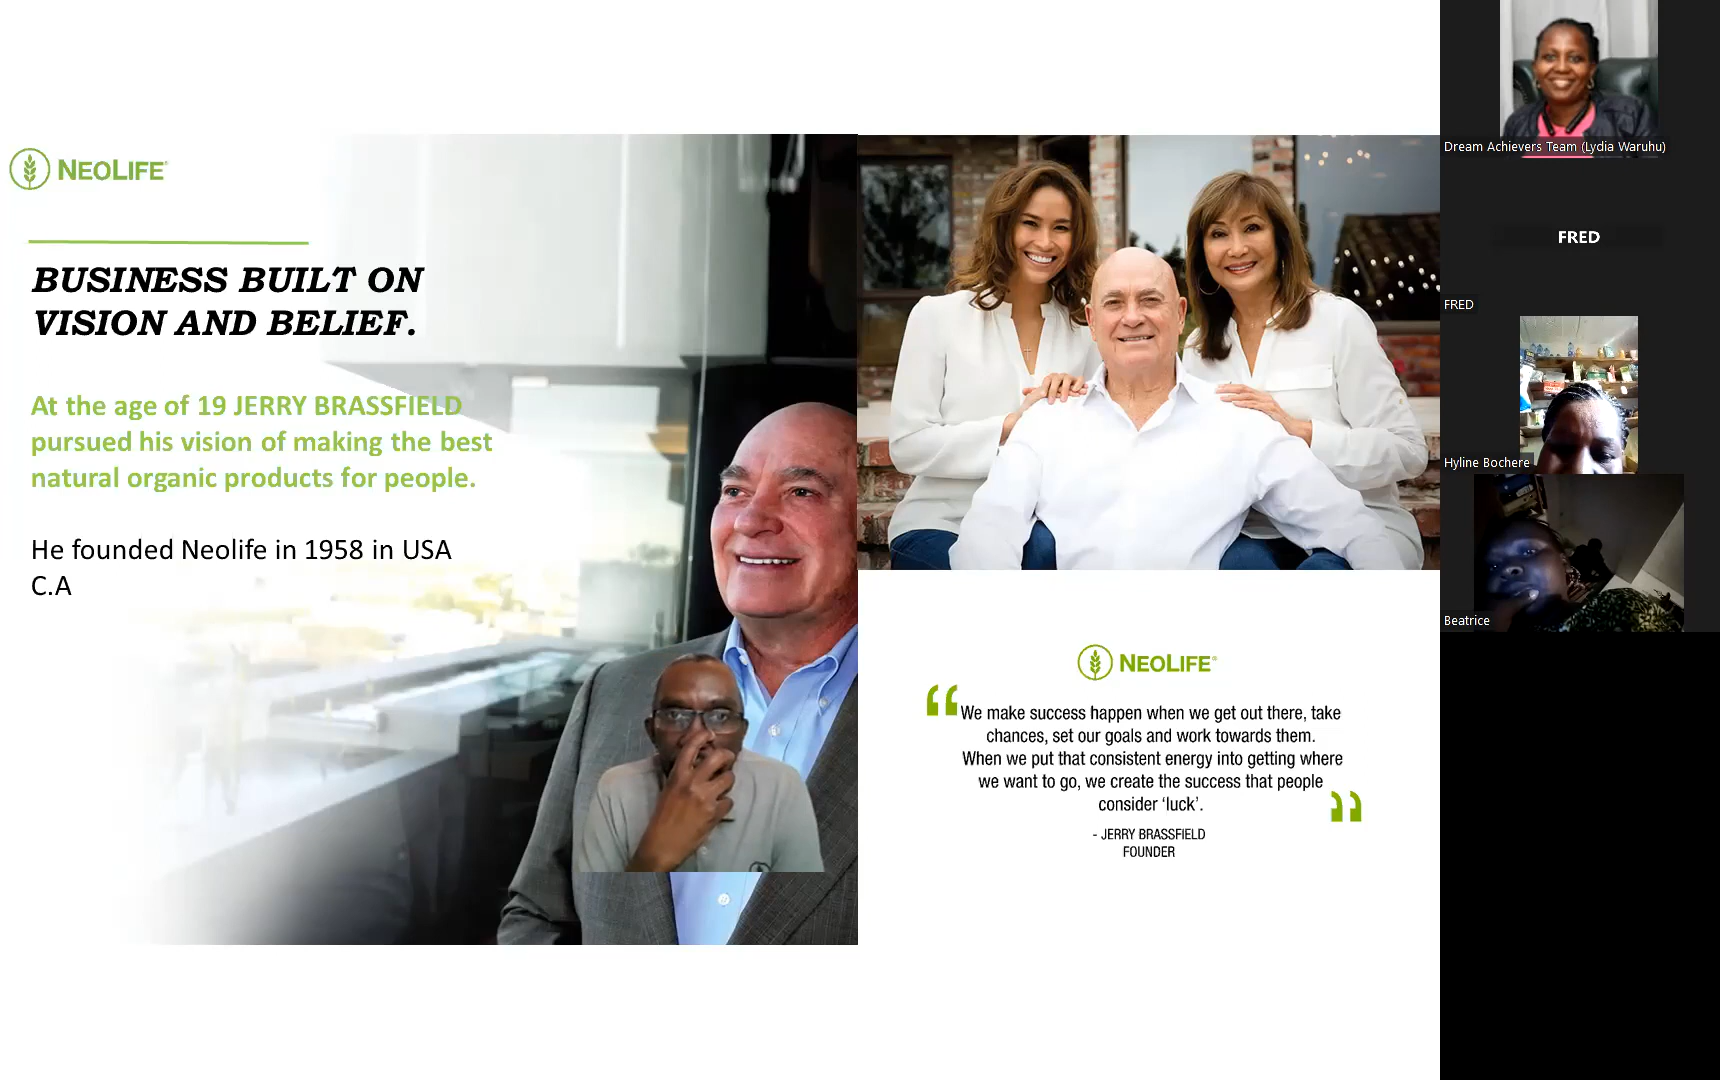 NEOLIFE
BUSINESS BUILT ON
VISION AND BELIEF.
At the age of 19 JERRY BRASSFIELD
pursued his vision of making the best
natural organic products for people.
He founded Neolife in 1958 in USA
C.A
NEOLIFE
“We make success happen when we get out there, take
chances, set our goals and work towards them.
When we put that consistent energy into getting where
we want to go, we create the success that people
consider ‘luck’.”
- JERRY BRASSFIELD
FOUNDER
Dream Achievers Team (Lydia Waruhu)
FRED
FRED
Hyline Bochere
Beatrice